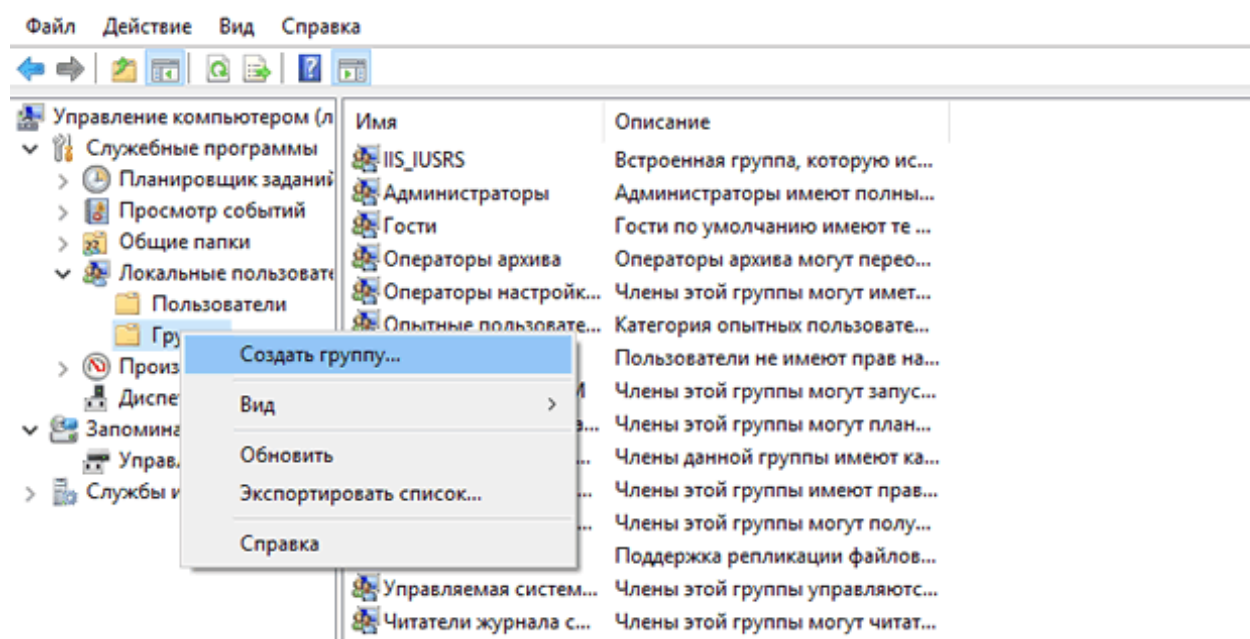 Файл Действие Вид Справка
Управление компьютером (л
Служебные программы
Планировщик заданий
Просмотр событий
Общие папки
Локальные пользовате
Пользователи
Гру
Произ
Диспе
Запомина
Управл
Службы и
Имя Описание
IIS_IUSRS Встроенная группа, которую ис...
Администраторы Администраторы имеют полны...
Гости Гости по умолчанию имеют те ...
Операторы архива Операторы архива могут перео...
Операторы настройк... Члены этой группы могут имет...
Опытные пользовате... Категория опытных пользовате...
Пользователи не имеют прав на...
Члены этой группы могут запус...
Члены этой группы могут план...
Члены данной группы имеют ка...
Члены этой группы имеют прав...
Члены этой группы могут полу...
Поддержка репликации файлов...
Управляемая систем... Члены этой группы управляютс...
Читатели журнала с... Члены этой группы могут читат...
Создать группу...
Вид
Обновить
Экспортировать список...
Справка